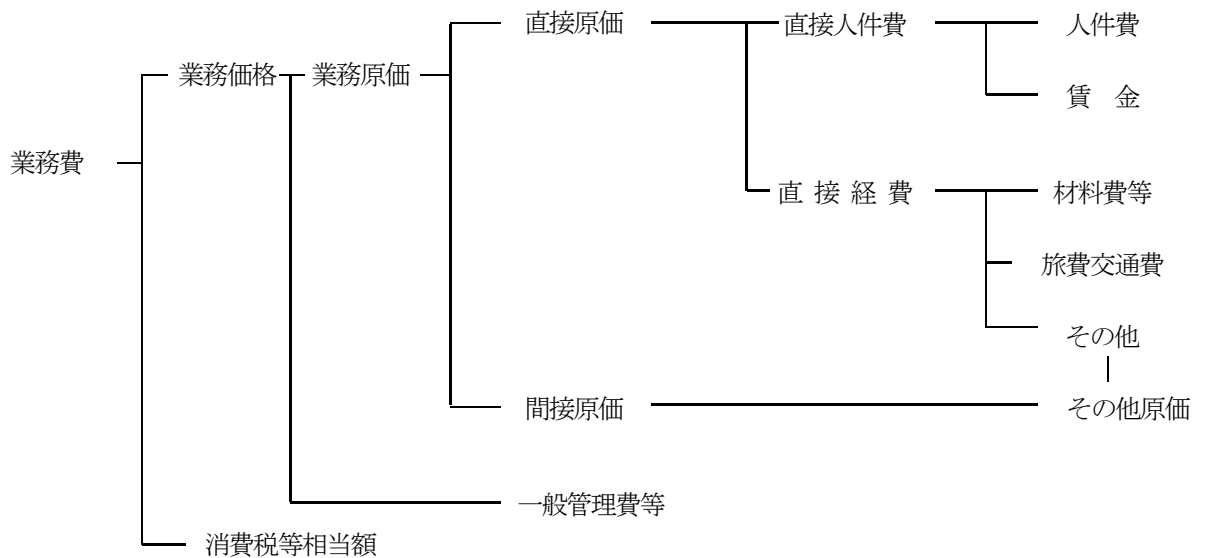 直接原価
直接人件費
人件費
業務価格
業務原価
賃　金
業務費
直 接 経 費
材料費等
旅費交通費
その他
間接原価
その他原価
一般管理費等
消費税等相当額